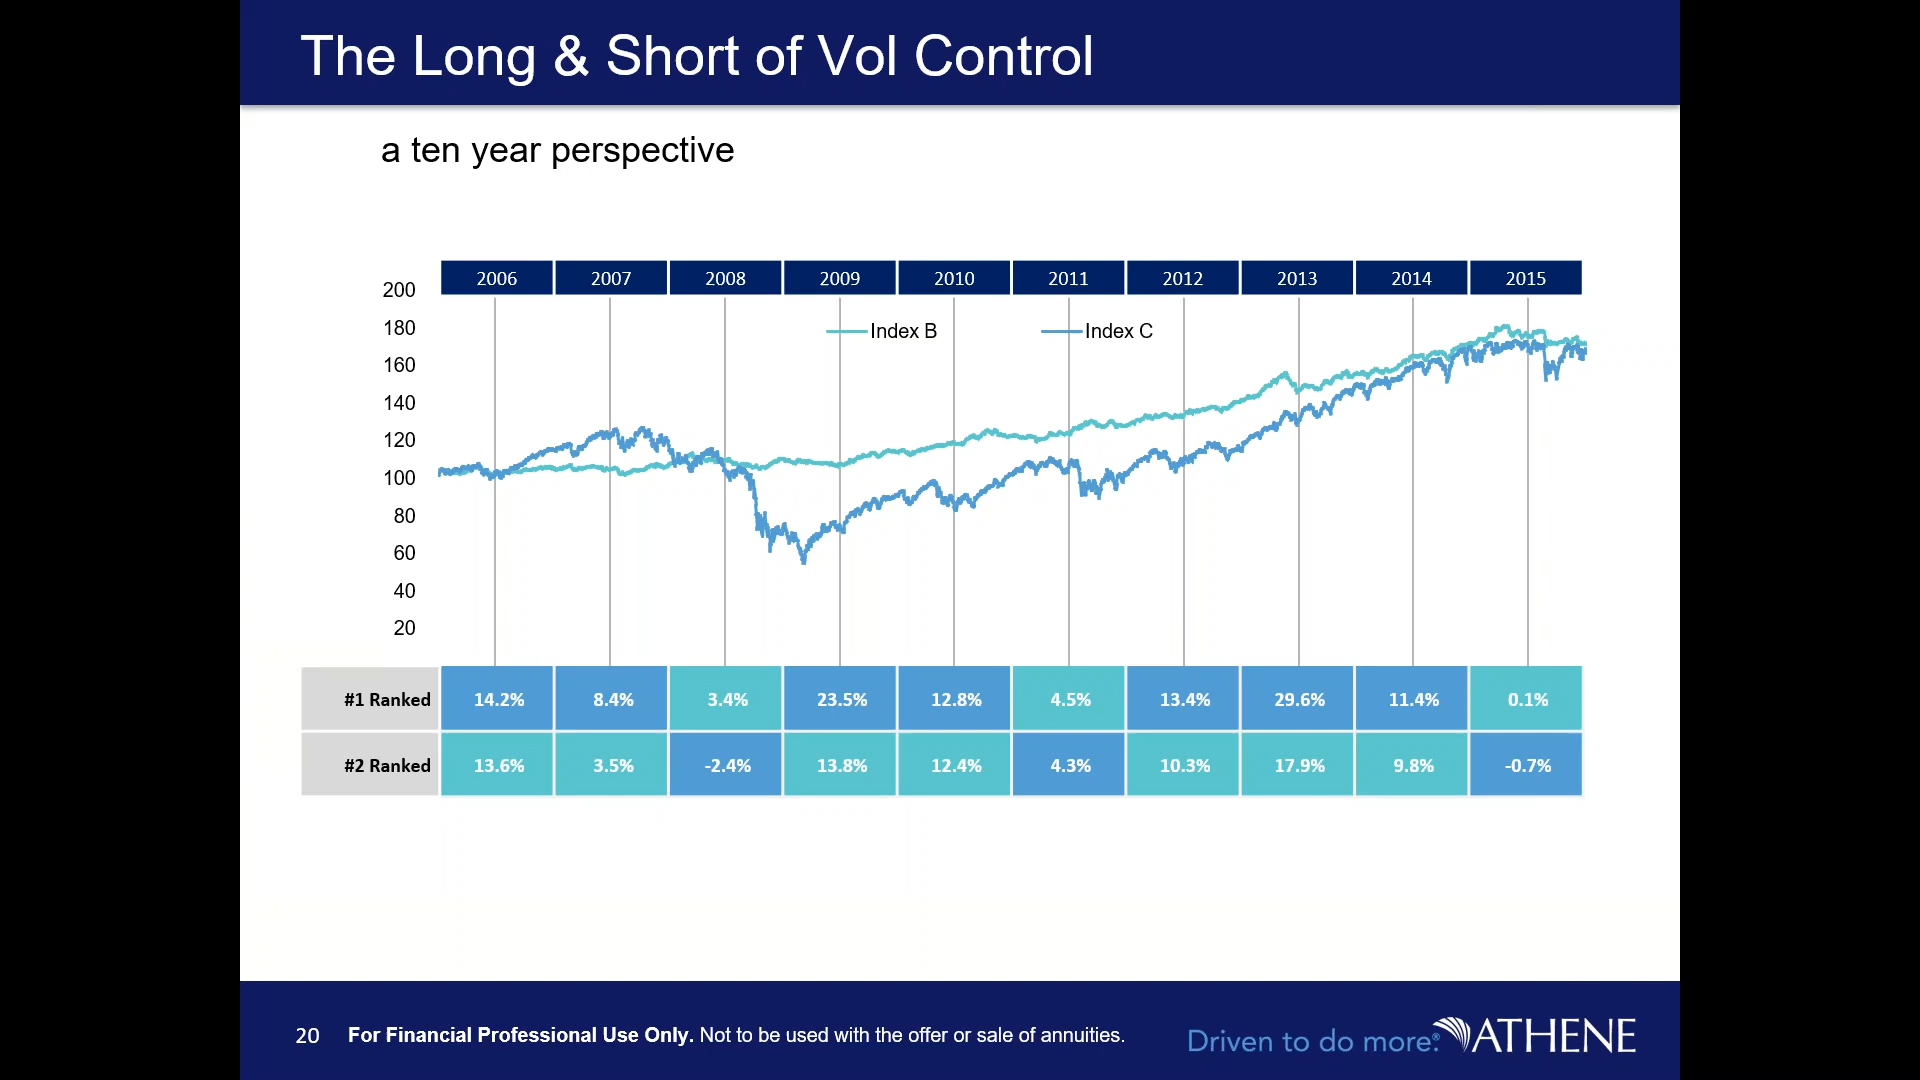 The Long & Short of Vol Control
a ten year perspective
2006 2007 2008 2009 2010 2011 2012 2013 2014 2015
200
180
Index B Index C
160
140
120
100
80
60
40
20
#1 Ranked 14.2% 8.4% 3.4% 23.5% 12.8% 4.5% 13.4% 29.6% 11.4% 0.1%
#2 Ranked 13.6% 3.5% -2.4% 13.8% 12.4% 4.3% 10.3% 17.9% 9.8% -0.7%
20 For Financial Professional Use Only. Not to be used with the offer or sale of annuities.
Driven to do more.® ATHENE